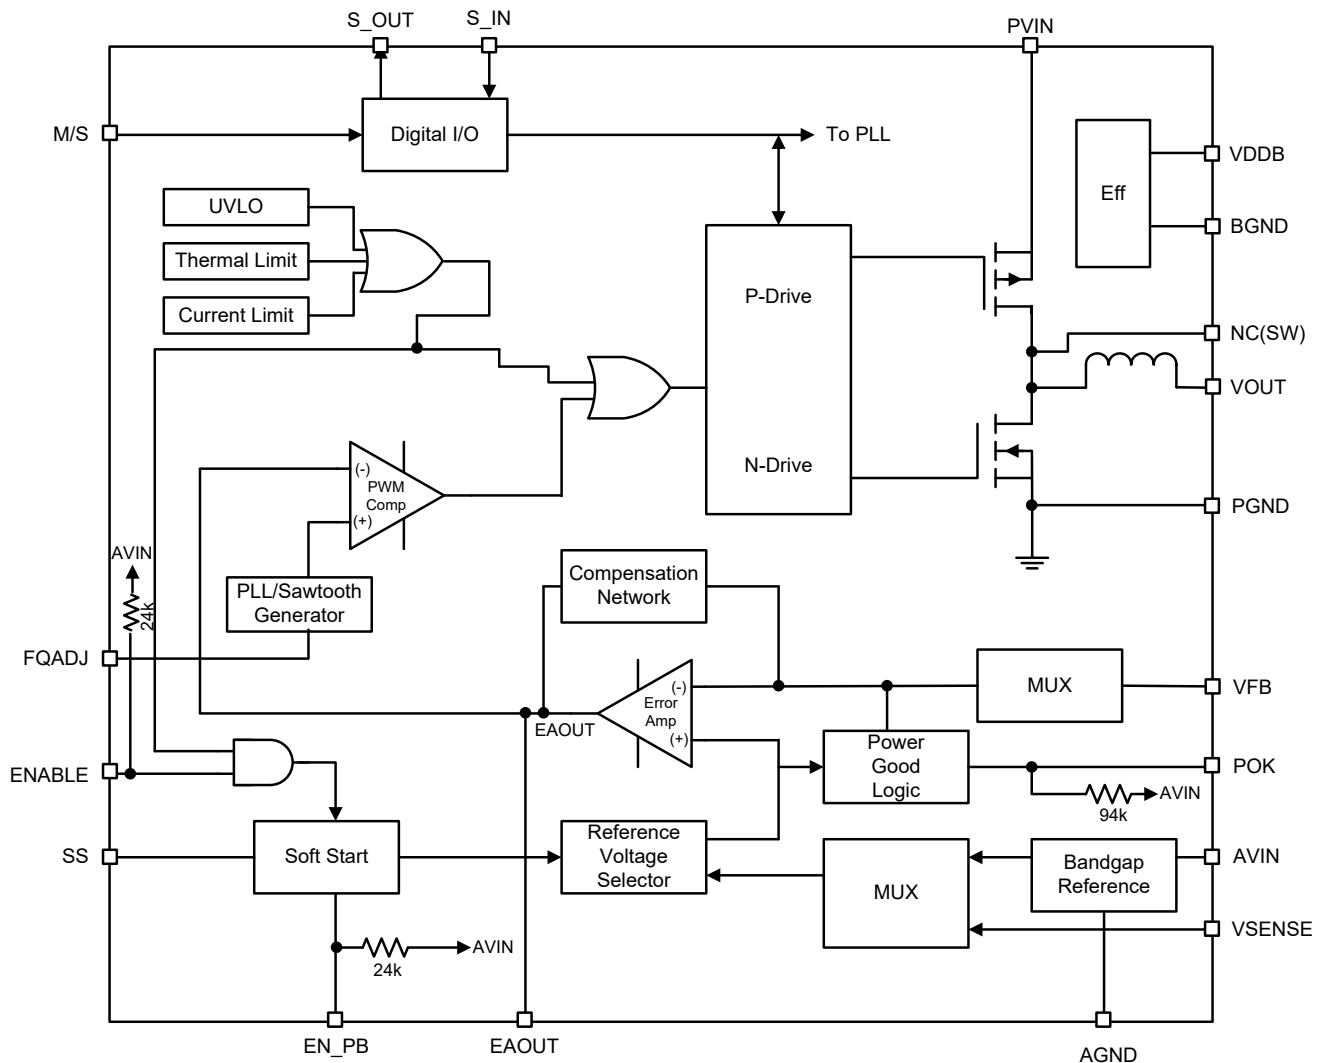 S_OUT
S_IN
PVIN
M/S
Digital I/O
To PLL
VDDB
UVLO
Eff
BGND
Thermal Limit
P-Drive
Current Limit
NC(SW)
VOUT
(-)
PWM
Comp
(+)
N-Drive
PGND
AVIN
24k
PLL/Sawtooth
Generator
Compensation
Network
FQADJ
(-)
Error
Amp
(+)
MUX
VFB
EAOUT
Power
Good
Logic
ENABLE
POK
AVIN
94k
SS
Soft Start
Reference
Voltage
Selector
MUX
Bandgap
Reference
AVIN
VSENSE
AVIN
24k
EN_PB
EAOUT
AGND